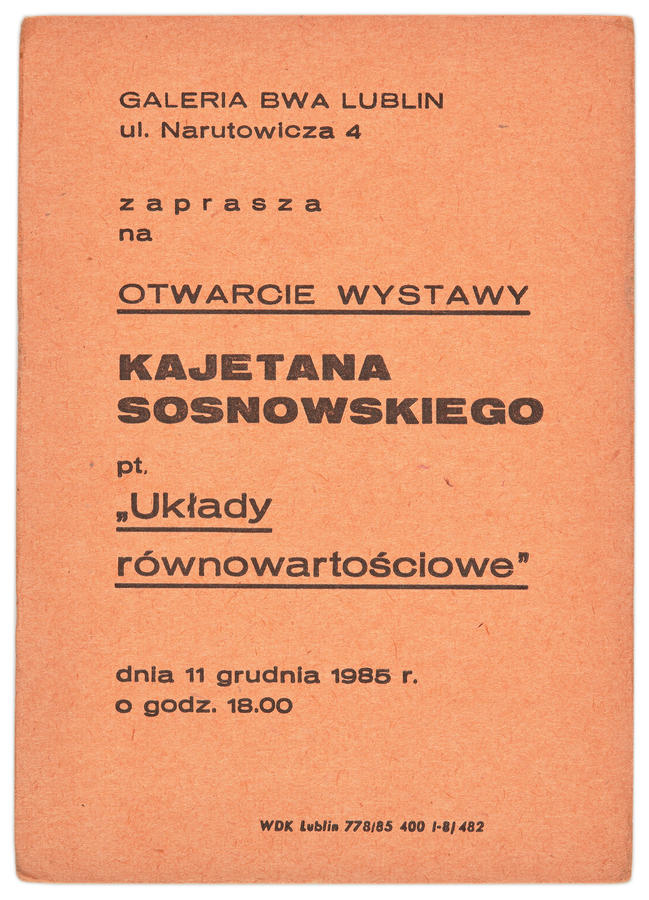 GALERIA BWA LUBLIN
ul. Narutowicza 4
zaprasza
na
OTWARCIE WYSTAWY
KAJETANA
SOSNOWSKIEGO
pt.
„Układy
równowartościowe”
dnia 11 grudnia 1985 r.
o godz. 18.00
WDK Lublin 778/85 400 I-8/482